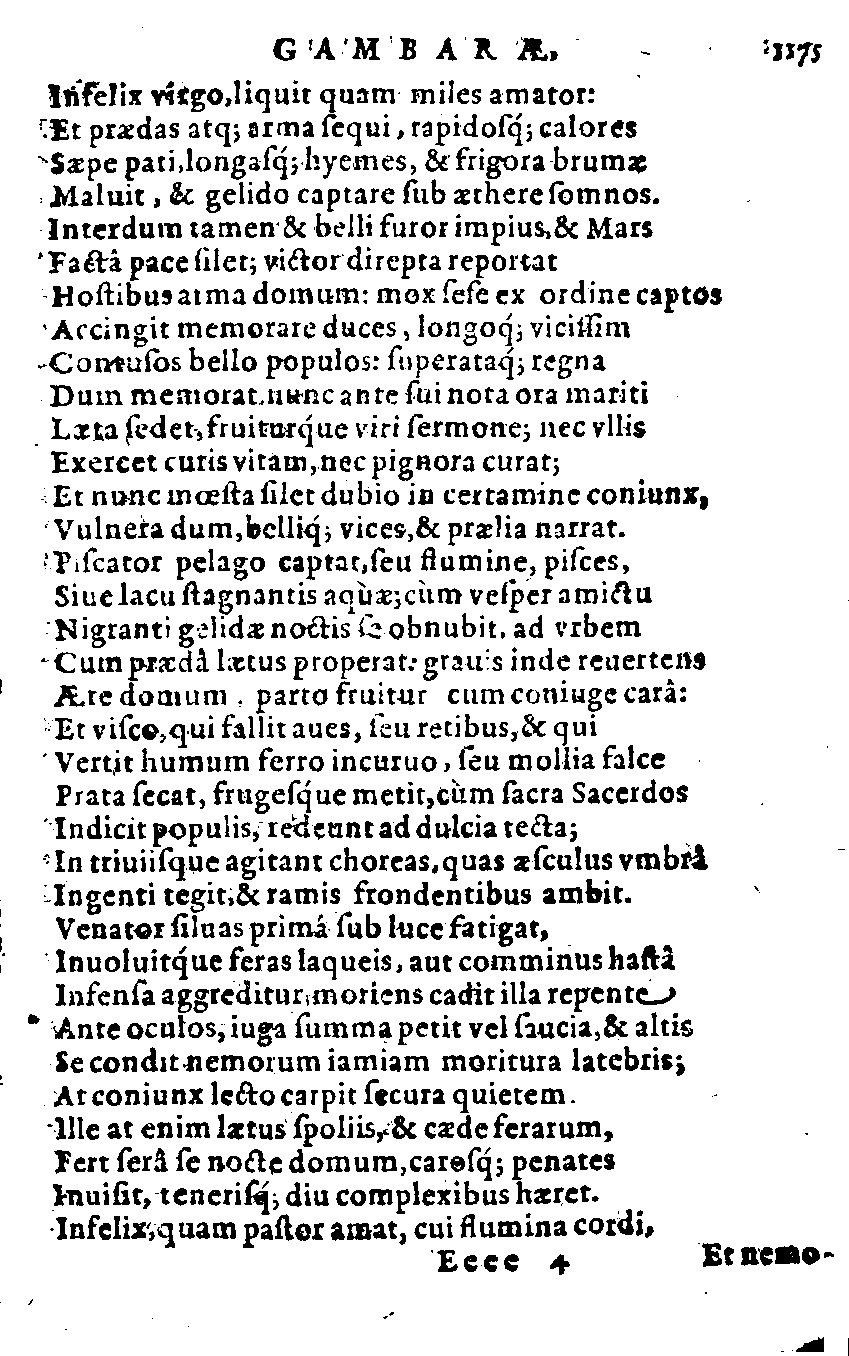 GAMBARÆ, 1175
Infelix virgo, liquit quam miles amator:
Et prædas atq; arma ſequi, rapidoſq́; calores
Sæpe pati, longaſq́; hyemes, & frigora brumæ
Maluit, & gelido captare ſub æthere ſomnos.
Interdum tamen & belli furor impius, & Mars
Factâ pace ſilet; victor direpta reportat
Hoſtibus arma domum: mox ſeſe ex ordine captos
Accingit memorare duces, longoq́; viciſſim
Contuſos bello populos: ſuperataq́; regna
Dum memorat. nunc ante ſui nota ora mariti
Læta ſedet, fruiturq́ue viri ſermone; nec vllis
Exercet curis vitam, nec pignora curat;
Et nunc mœſta ſilet dubio in certamine coniunx,
Vulnera dum, belliq́; vices, & prælia narrat.
Piſcator pelago captat, ſeu flumine, piſces,
Siue lacu ſtagnantis aquæ; cùm veſper amictu
Nigranti gelidæ noctis ſe obnubit, ad vrbem
Cum prædâ lætus properat: grauis inde reuertens
Ære domum, parto fruitur cum coniuge carâ:
Et viſco, qui fallit aues, ſeu retibus, & qui
Vertit humum ferro incuruo, ſeu mollia falce
Prata ſecat, frugeſq́ue metit, cùm ſacra Sacerdos
Indicit populis, redeunt ad dulcia tecta;
In triuiiſque agitant choreas, quas æſculus vmbrâ
Ingenti tegit, & ramis frondentibus ambit.
Venator ſiluas primâ ſub luce fatigat,
Inuoluitq́ue feras laqueis, aut comminus haſtâ
Infenſa aggreditur, moriens cadit illa repente
Ante oculos, iuga ſumma petit vel ſaucia, & altis
Se condit nemorum iamiam moritura latebris;
At coniunx lecto carpit ſecura quietem.
Ille at enim lætus ſpoliis, & cæde ferarum,
Fert ſerâ ſe nocte domum, caroſq́; penates
Inuiſit, teneriſq́; diu complexibus hæret.
Infelix, quam paſtor amat, cui flumina cordi,
Eeee 4 Et nemo-